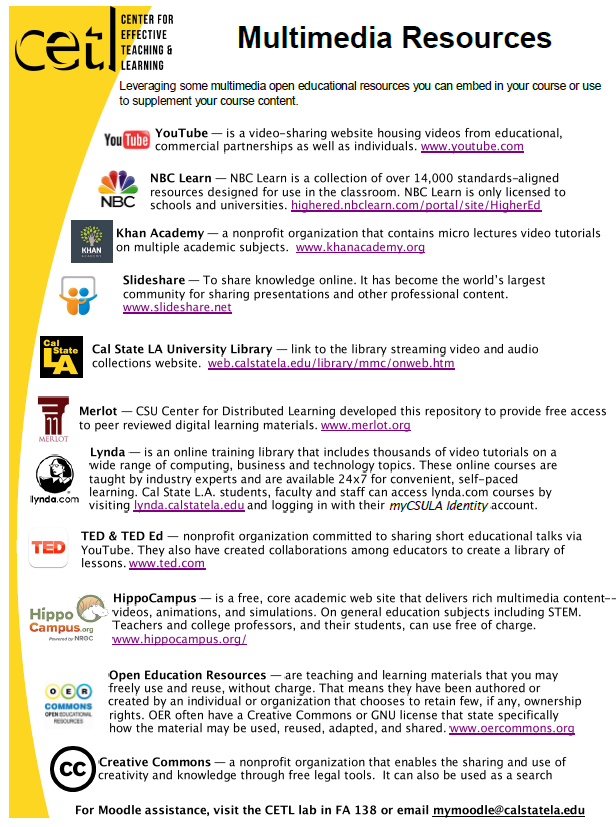 cetl
CENTER FOR
EFFECTIVE
TEACHING &
LEARNING
Multimedia Resources
Leveraging some multimedia open educational resources you can embed in your course or use
to supplement your course content.
YouTube
YouTube — is a video-sharing website housing videos from educational,
commercial partnerships as well as individuals. www.youtube.com
NBC
NBC Learn — NBC Learn is a collection of over 14,000 standards-aligned
resources designed for use in the classroom. NBC Learn is only licensed to
schools and universities. highered.nbclearn.com/portal/site/HigherEd
KHAN
ACADEMY
Khan Academy — a nonprofit organization that contains micro lectures video tutorials
on multiple academic subjects. www.khanacademy.org
Slideshare — To share knowledge online. It has become the world's largest
community for sharing presentations and other professional content.
www.slideshare.net
Cal
State
LA
Cal State LA University Library — link to the library streaming video and audio
collections website. web.calstatela.edu/library/mmc/onweb.htm
MERLOT
Merlot — CSU Center for Distributed Learning developed this repository to provide free access
to peer reviewed digital learning materials. www.merlot.org
lynda.com
Lynda — is an online training library that includes thousands of video tutorials on a
wide range of computing, business and technology topics. These online courses are
taught by industry experts and are available 24x7 for convenient, self-paced
learning. Cal State L.A. students, faculty and staff can access lynda.com courses by
visiting lynda.calstatela.edu and logging in with their myCSULA Identity account.
TED
TED & TED Ed — nonprofit organization committed to sharing short educational talks via
YouTube. They also have created collaborations among educators to create a library of
lessons. www.ted.com
Hippo
Campus.org
Powered by NROC
HippoCampus — is a free, core academic web site that delivers rich multimedia content--
videos, animations, and simulations. On general education subjects including STEM.
Teachers and college professors, and their students, can use free of charge.
www.hippocampus.org/
OER
COMMONS
OPEN EDUCATIONAL
RESOURCES
Open Education Resources — are teaching and learning materials that you may
freely use and reuse, without charge. That means they have been authored or
created by an individual or organization that chooses to retain few, if any, ownership
rights. OER often have a Creative Commons or GNU license that state specifically
how the material may be used, reused, adapted, and shared. www.oercommons.org
cc
Creative Commons — a nonprofit organization that enables the sharing and use of
creativity and knowledge through free legal tools. It can also be used as a search
For Moodle assistance, visit the CETL lab in FA 138 or email mymoodle@calstatela.edu